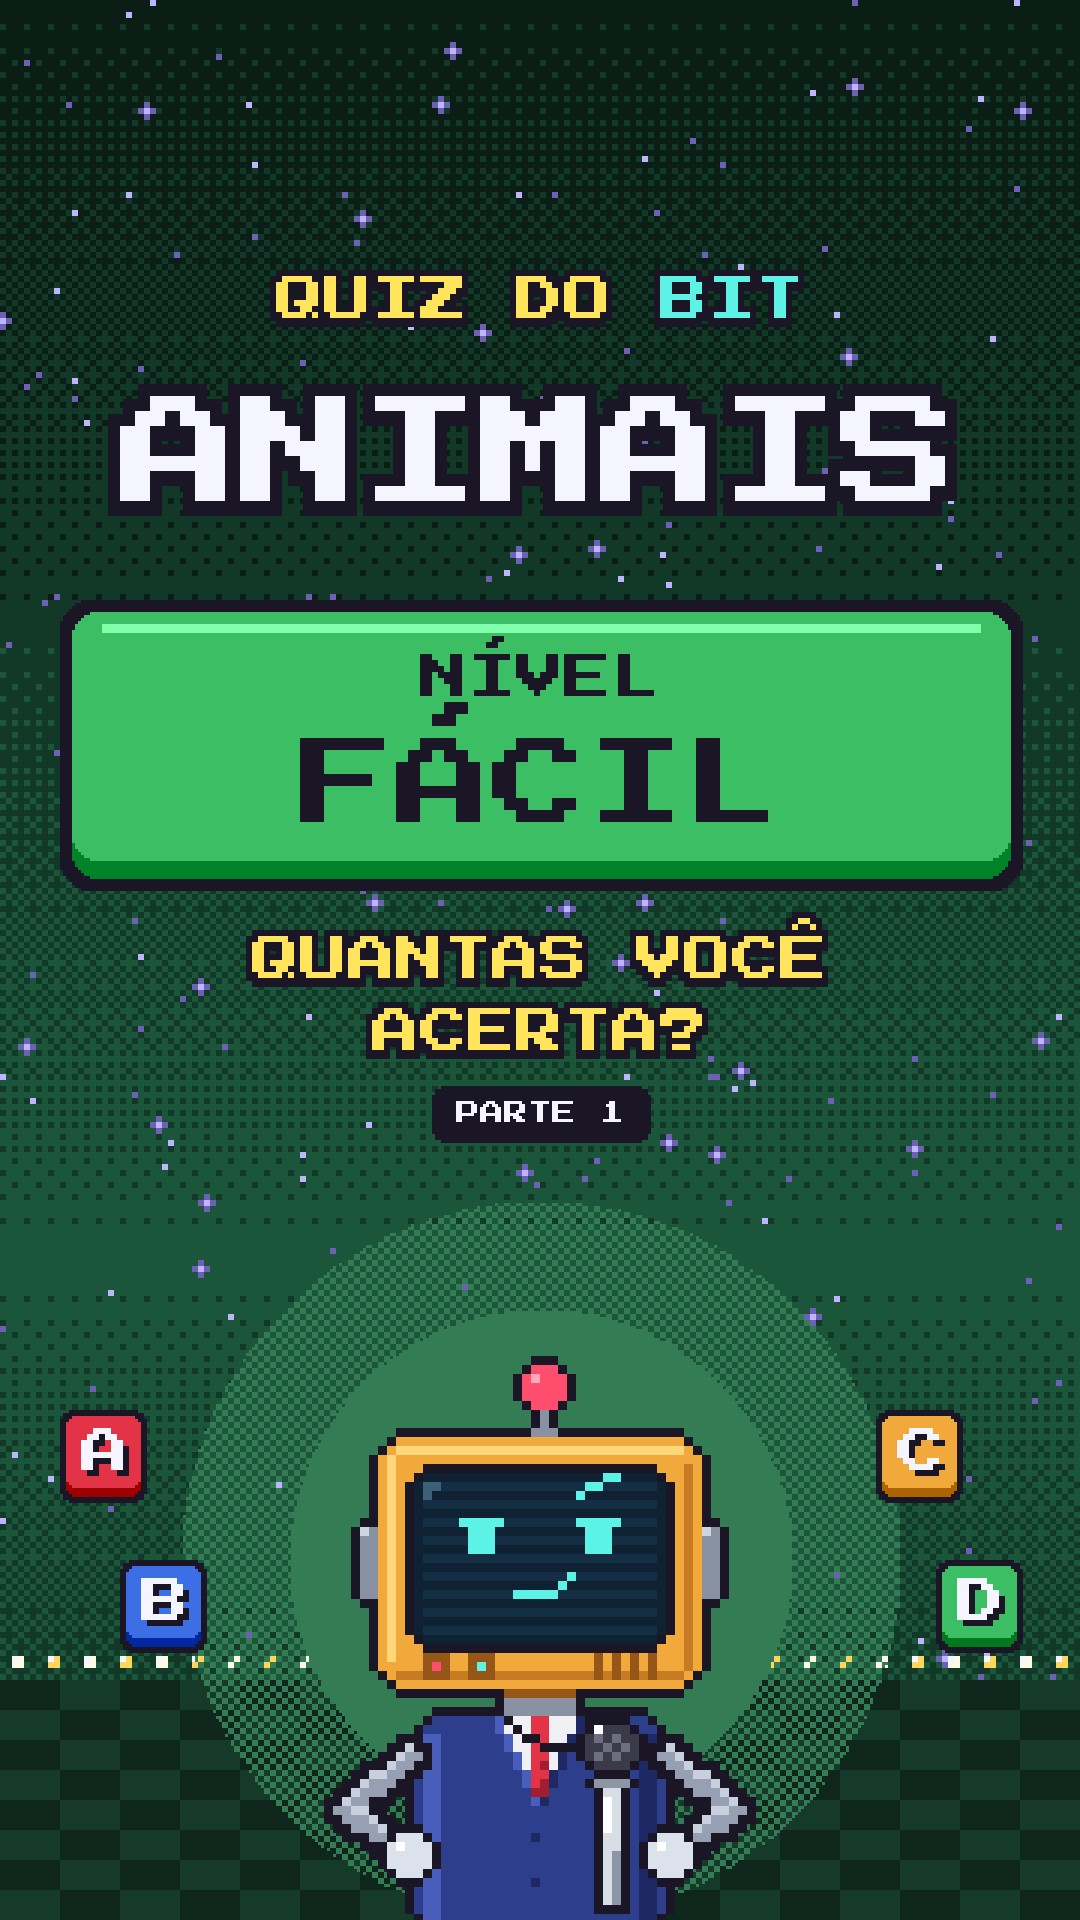 QUIZ DO BIT
ANIMAIS
NÍVEL
FÁCIL
QUANTAS VOCÊ
ACERTA?
PARTE 1
A
C
B
D